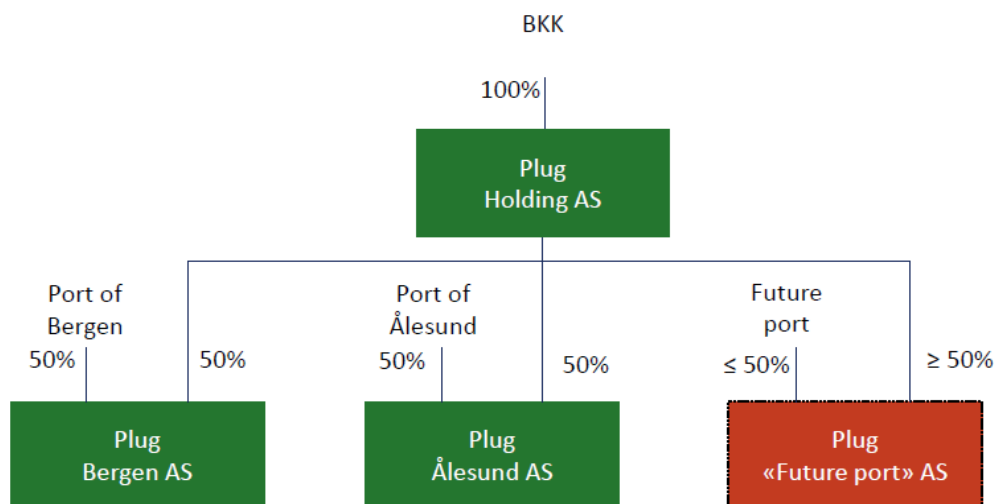 BKK
100%
Plug
Holding AS
Port of
Bergen
50%
50%
Port of
Ålesund
50%
50%
Future
port
≤ 50%
≥ 50%
Plug
Bergen AS
Plug
Ålesund AS
Plug
«Future port» AS